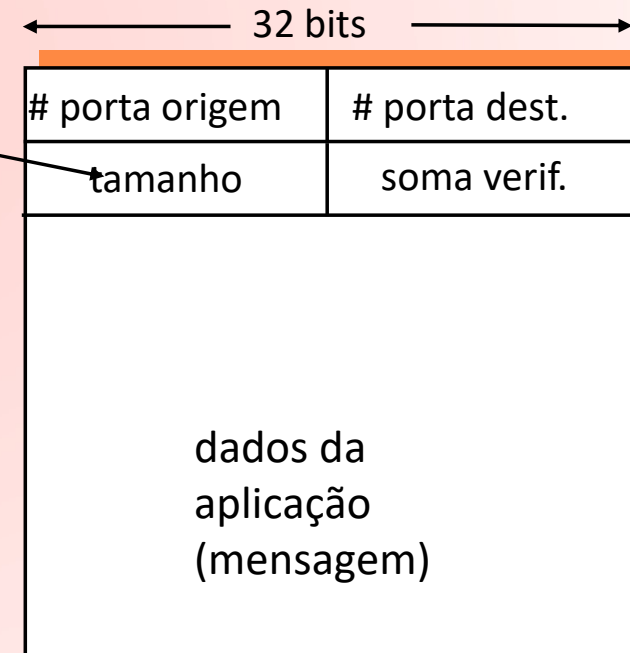 32 bits
# porta origem # porta dest.
tamanho soma verif.
dados da
aplicação
(mensagem)